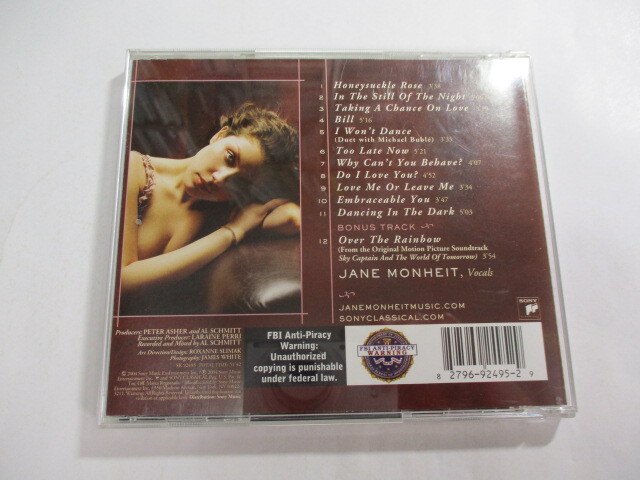 1 Honeysuckle Rose
2 In The Still Of The Night
3 Taking A Chance On Love
4 Bill 5'16
5 I Won't Dance
(Duet with Michael Bublé) 3'35
6 Too Late Now 5'21
7 Why Can't You Behave? 4'07
8 Do I Love You? 4'52
9 Love Me Or Leave Me 3'34
10 Embraceable You 3'47
11 Dancing In The Dark 5'03
BONUS TRACK
12 Over The Rainbow
(From the Original Motion Picture Soundtrack
Sky Captain And The World Of Tomorrow) 3'54
JANE MONHEIT, Vocals
JANEMONHEITMUSIC.COM
SONYCLASSICAL.COM
SONY
Producers: PETER ASHER and AL SCHMITT
Executive Producer: LARAINE PERRI
Recorded and Mixed by AL SCHMITT
Art Direction/Design: ROXANNE SLIMAK
Photography: JAMES WHITE
FBI Anti-Piracy
Warning:
Unauthorized
copying is punishable
under federal law.
FBI ANTI-PIRACY
WARNING
8 27969-92495-2 9